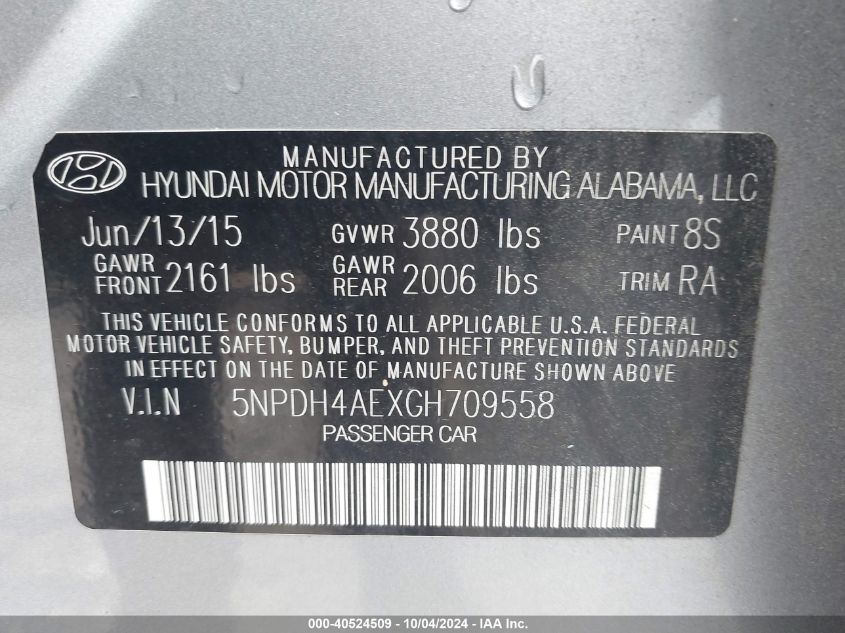 MANUFACTURED BY
HYUNDAI MOTOR MANUFACTURING ALABAMA, LLC
Jun/13/15 GVWR 3880 lbs PAINT 8S
GAWR FRONT 2161 lbs GAWR REAR 2006 lbs TRIM RA
THIS VEHICLE CONFORMS TO ALL APPLICABLE U.S.A. FEDERAL
MOTOR VEHICLE SAFETY, BUMPER, AND THEFT PREVENTION STANDARDS
IN EFFECT ON THE DATE OF MANUFACTURE SHOWN ABOVE
V.I.N 5NPDH4AEXGH709558
PASSENGER CAR
000-40524509 - 10/04/2024 - IAA Inc.